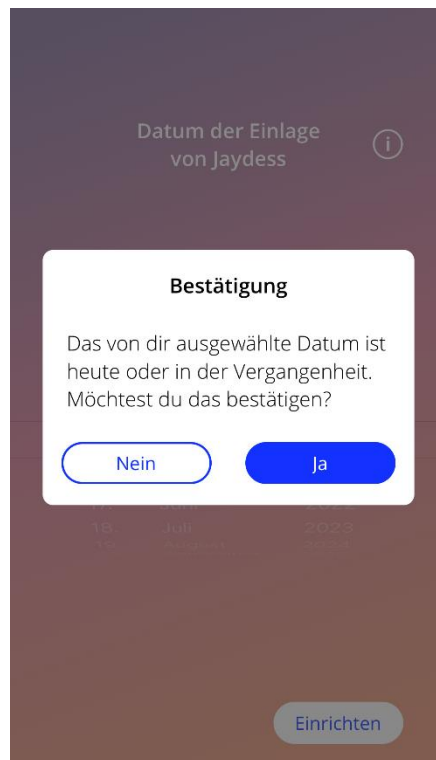 Datum der Einlage
von Jaydess
i
Bestätigung
Das von dir ausgewählte Datum ist
heute oder in der Vergangenheit.
Möchtest du das bestätigen?
Nein
Ja
18. Juli 2023
Einrichten